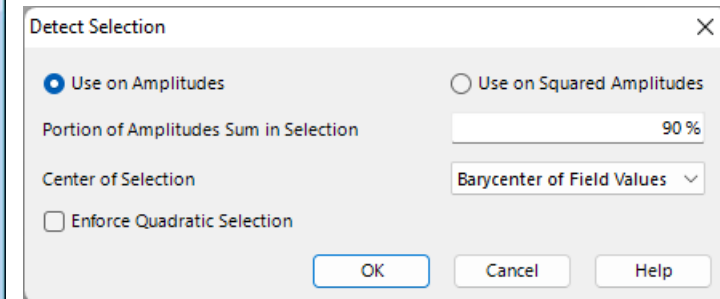 Detect Selection
Use on Amplitudes Use on Squared Amplitudes
Portion of Amplitudes Sum in Selection 90 %
Center of Selection Barycenter of Field Values
Enforce Quadratic Selection
OK Cancel Help